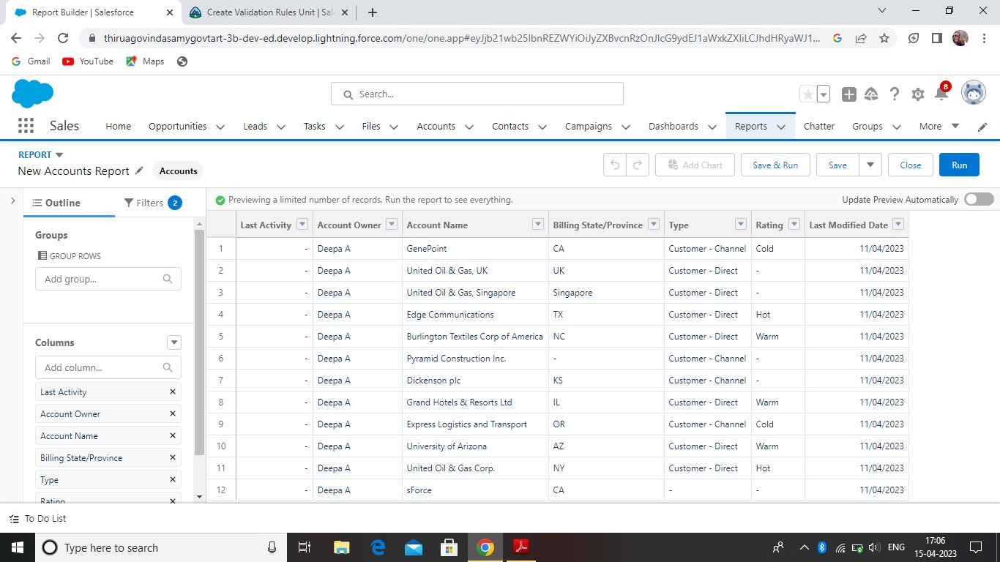 Report Builder | Salesforce
Create Validation Rules Unit | Sal
thiruagovindasamygovtart-3b-dev-ed.develop.lightning.force.com/one/one.app#
Gmail YouTube Maps
Search...
8
Sales Home Opportunities Leads Tasks Files Accounts Contacts Campaigns Dashboards Reports Chatter Groups More
REPORT
New Accounts Report Accounts
Add Chart Save & Run Save Close Run
Outline Filters 2
Previewing a limited number of records. Run the report to see everything. Update Preview Automatically
Groups
GROUP ROWS
Add group...
Columns
Add column...
Last Activity
Account Owner
Account Name
Billing State/Province
Type
Rating
Last Activity Account Owner Account Name Billing State/Province Type Rating Last Modified Date
1 - Deepa A GenePoint CA Customer - Channel Cold 11/04/2023
2 - Deepa A United Oil & Gas, UK UK Customer - Direct - 11/04/2023
3 - Deepa A United Oil & Gas, Singapore Singapore Customer - Direct - 11/04/2023
4 - Deepa A Edge Communications TX Customer - Direct Hot 11/04/2023
5 - Deepa A Burlington Textiles Corp of America NC Customer - Direct Warm 11/04/2023
6 - Deepa A Pyramid Construction Inc. - Customer - Channel - 11/04/2023
7 - Deepa A Dickenson plc KS Customer - Channel - 11/04/2023
8 - Deepa A Grand Hotels & Resorts Ltd IL Customer - Direct Warm 11/04/2023
9 - Deepa A Express Logistics and Transport OR Customer - Channel Cold 11/04/2023
10 - Deepa A University of Arizona AZ Customer - Direct Warm 11/04/2023
11 - Deepa A United Oil & Gas Corp. NY Customer - Direct Hot 11/04/2023
12 - Deepa A sForce CA - - 11/04/2023
To Do List
Type here to search
ENG
17:06
15-04-2023